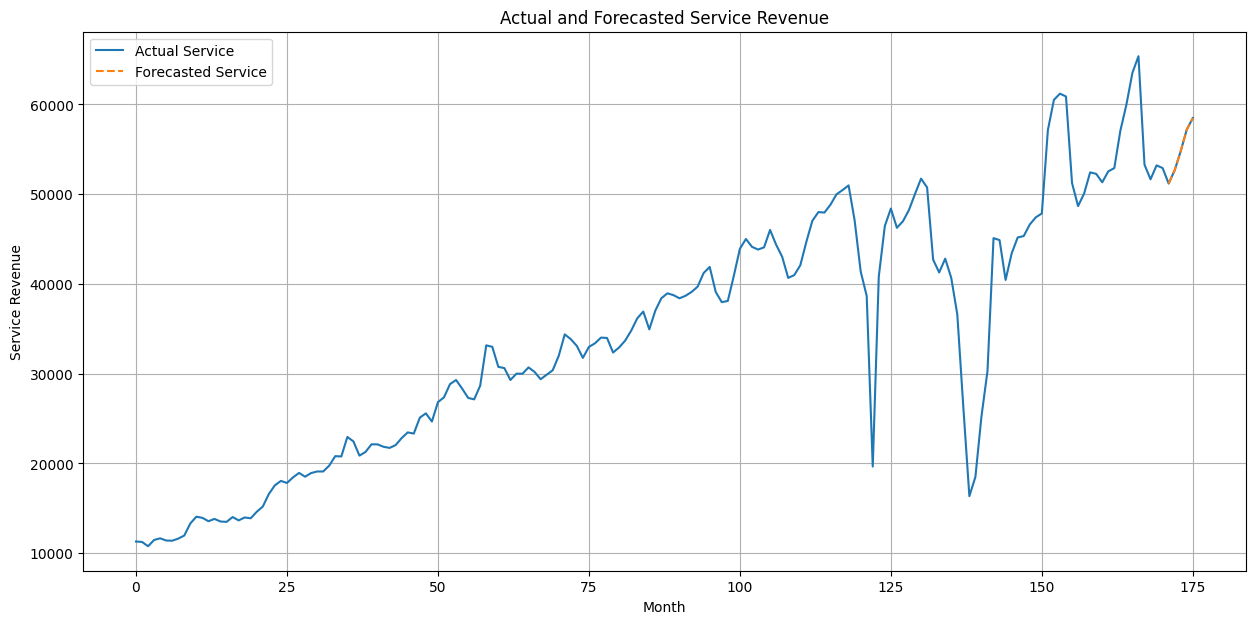 Actual and Forecasted Service Revenue
Actual Service
Forecasted Service
60000
50000
40000
30000
20000
10000
Service Revenue
0 25 50 75 100 125 150 175
Month